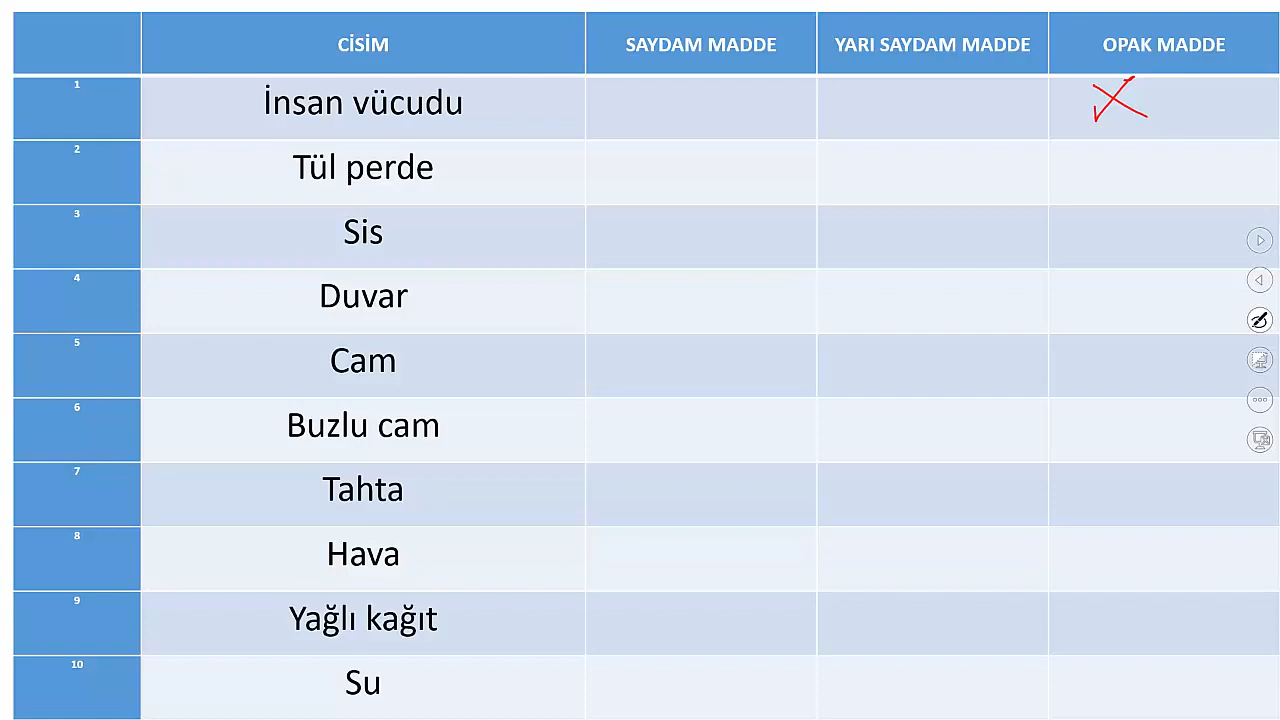 CİSİM SAYDAM MADDE YARI SAYDAM MADDE OPAK MADDE
1 İnsan vücudu X
2 Tül perde
3 Sis
4 Duvar
5 Cam
6 Buzlu cam
7 Tahta
8 Hava
9 Yağlı kağıt
10 Su